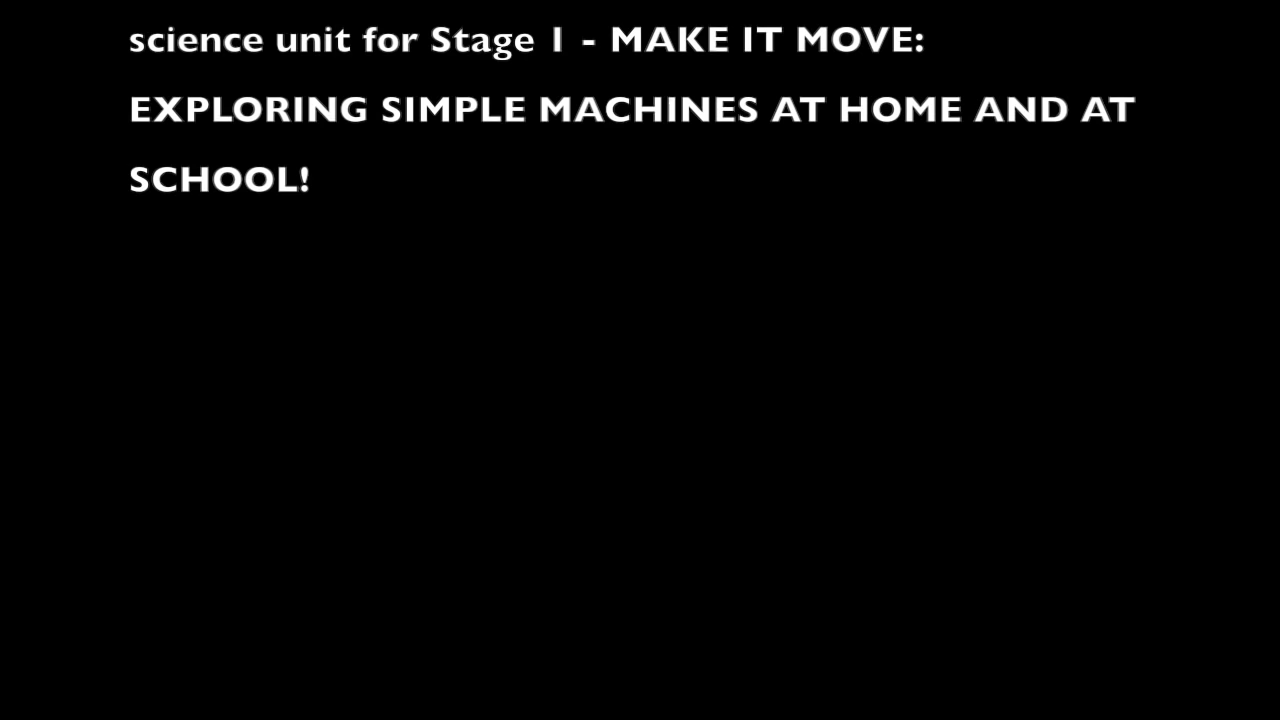 science unit for Stage 1 - MAKE IT MOVE:
EXPLORING SIMPLE MACHINES AT HOME AND AT
SCHOOL!